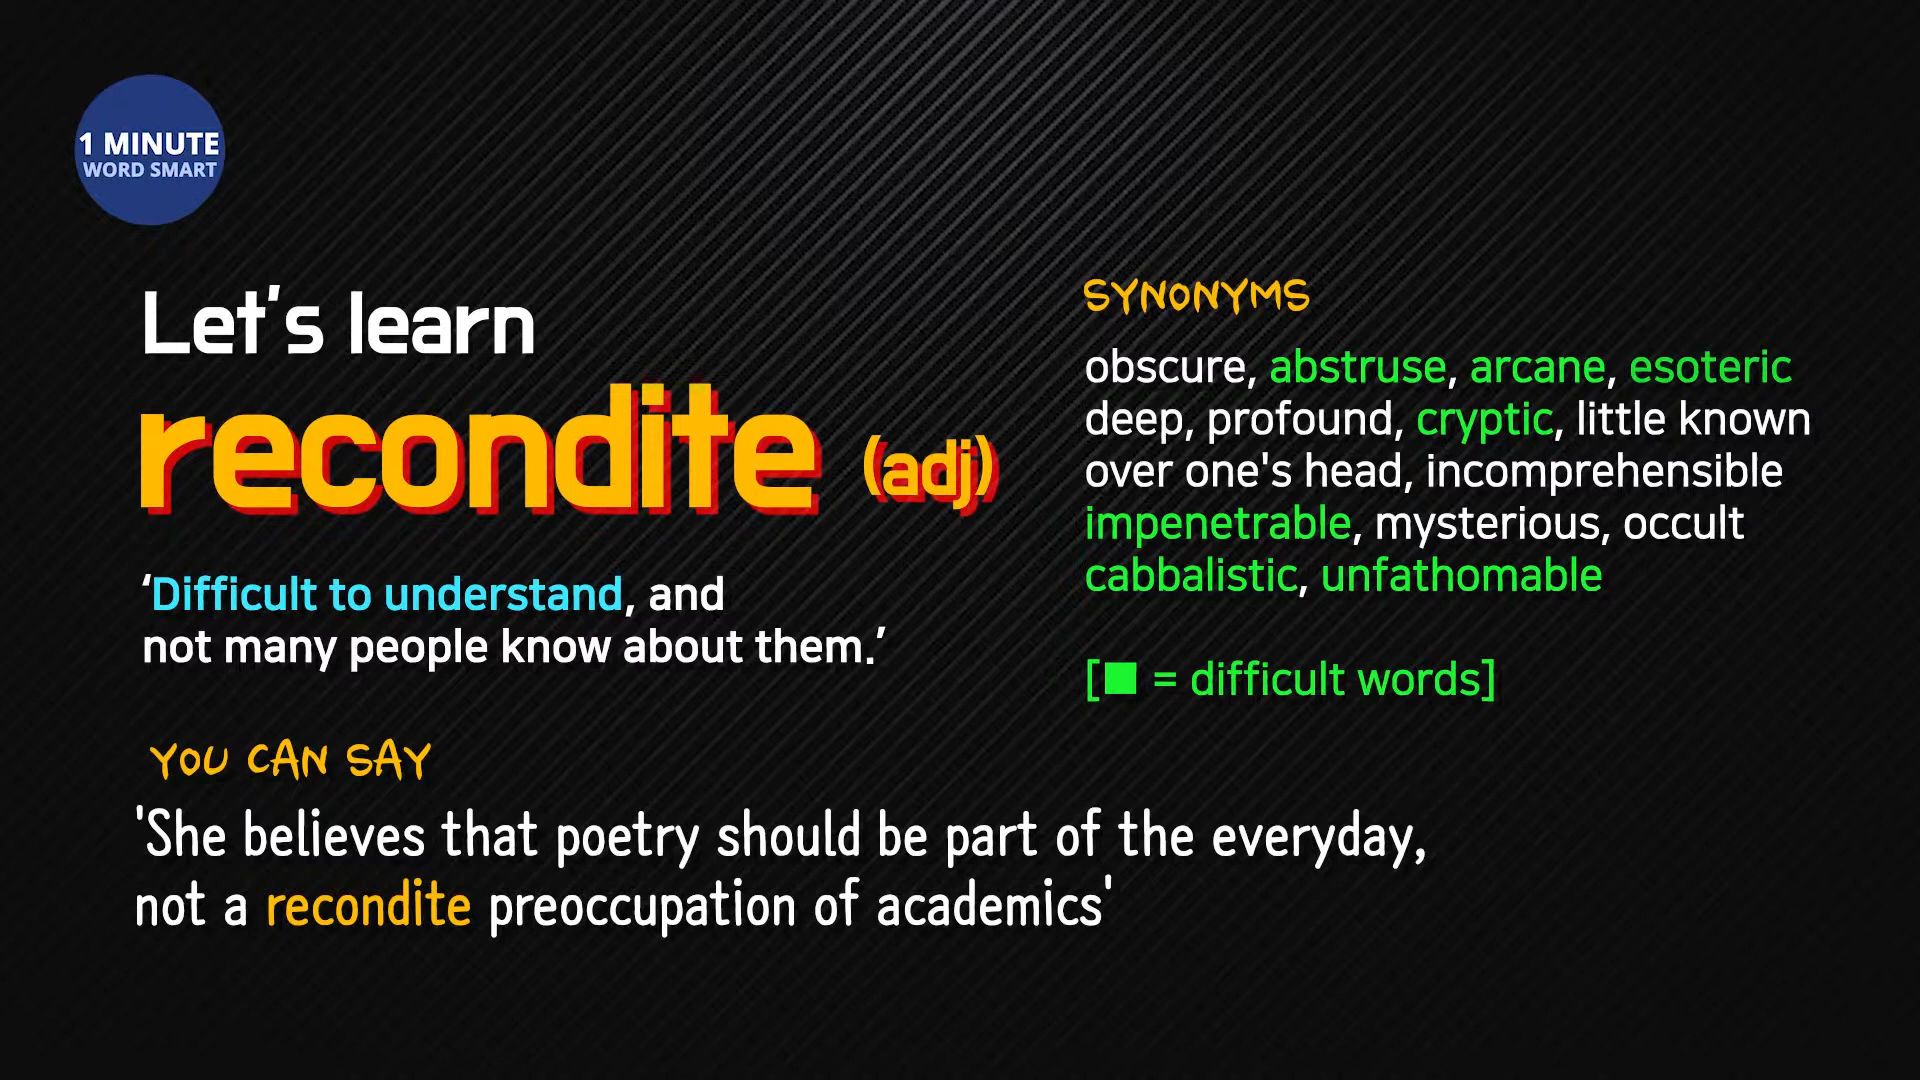 1 MINUTE
WORD SMART
Let's learn
recondite (adj)
‘Difficult to understand, and
not many people know about them.’
SYNONYMS
obscure, abstruse, arcane, esoteric
deep, profound, cryptic, little known
over one's head, incomprehensible
impenetrable, mysterious, occult
cabbalistic, unfathomable
[■ = difficult words]
YOU CAN SAY
'She believes that poetry should be part of the everyday,
not a recondite preoccupation of academics'